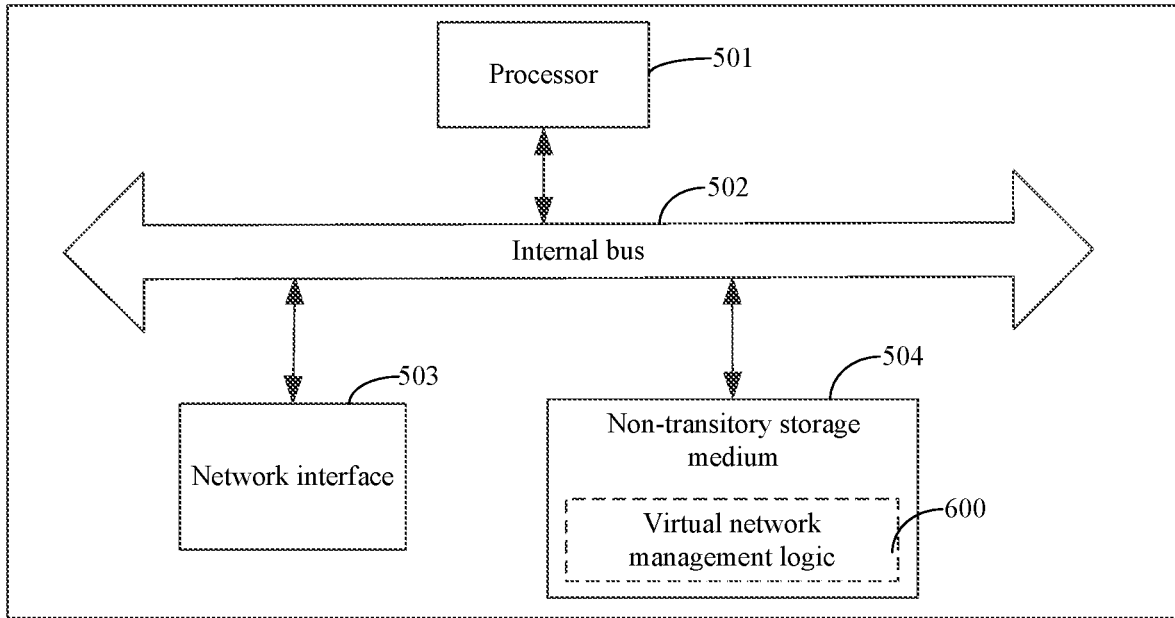 Processor
501
502
Internal bus
503
504
Network interface
Non-transitory storage
medium
600
Virtual network
management logic